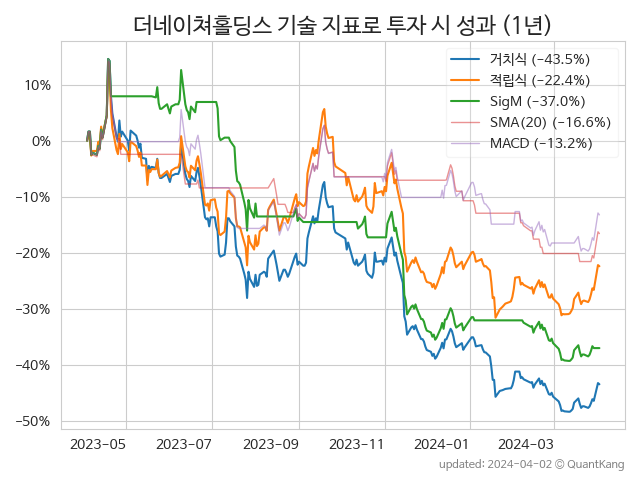 더네이쳐홀딩스 기술 지표로 투자 시 성과 (1년)
거치식 (−43.5%)
적립식 (−22.4%)
SigM (−37.0%)
SMA(20) (−16.6%)
MACD (−13.2%)
10%
0%
−10%
−20%
−30%
−40%
−50%
2023-05 2023-07 2023-09 2023-11 2024-01 2024-03
updated: 2024-04-02 © QuantKang